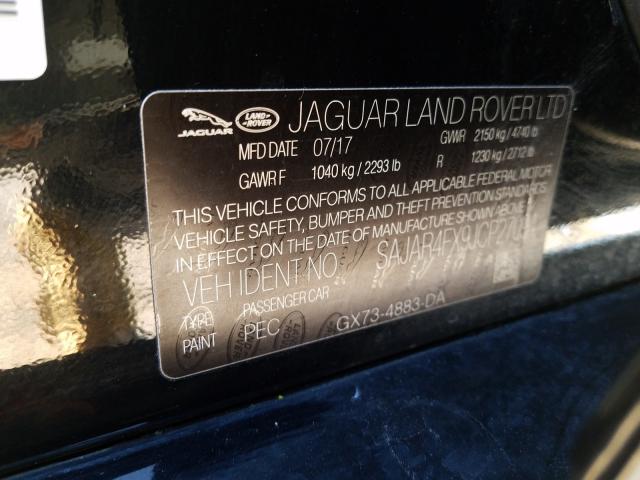 JAGUAR LAND-ROVER JAGUAR LAND ROVER LTD
MFD DATE 07/17 GVWR 2150 kg / 4740 lb
GAWR F 1040 kg / 2293 lb R 1230 kg / 2712 lb
THIS VEHICLE CONFORMS TO ALL APPLICABLE FEDERAL MOTOR
VEHICLE SAFETY, BUMPER AND THEFT PREVENTION STANDARDS
IN EFFECT ON THE DATE OF MANUFACTURE SHOWN ABOVE
VEH IDENT NO:
TYPE PASSENGER CAR
PAINT PEC GX73-4883-DA